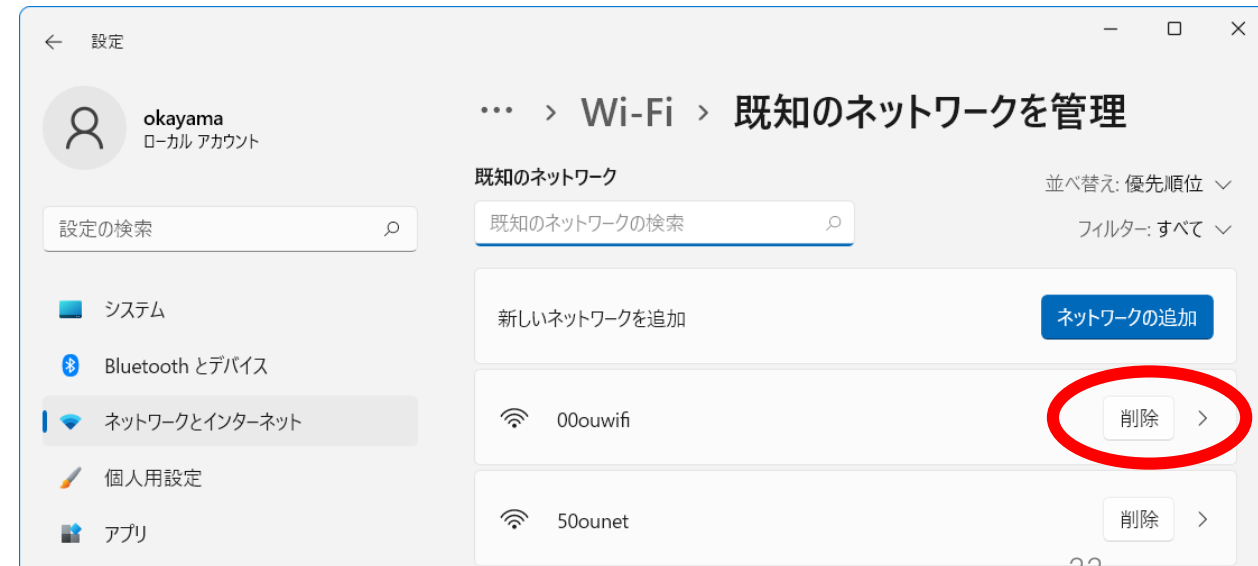 設定
okayama
ローカル アカウント
設定の検索
システム
Bluetooth とデバイス
ネットワークとインターネット
個人用設定
アプリ
… > Wi-Fi > 既知のネットワークを管理
既知のネットワーク
並べ替え: 優先順位
既知のネットワークの検索
フィルター: すべて
新しいネットワークを追加
ネットワークの追加
00ouwifi
削除
50ounet
削除